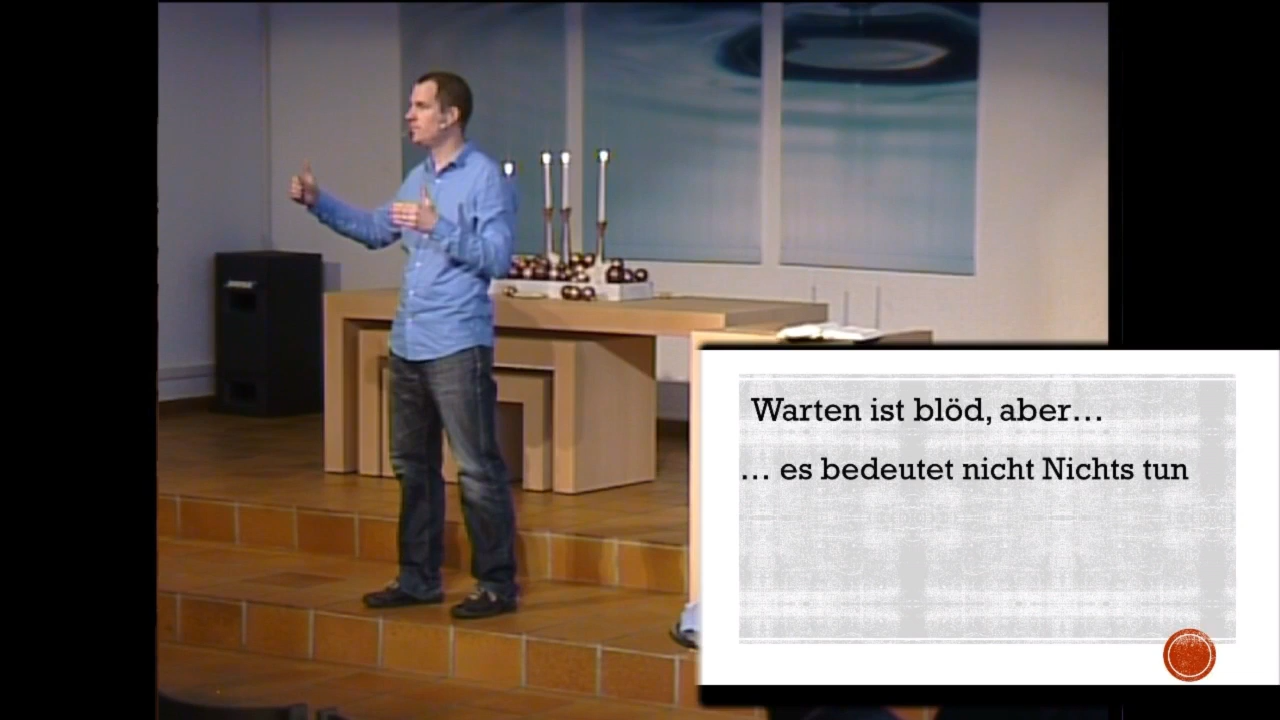 Warten ist blöd, aber…
… es bedeutet nicht Nichts tun